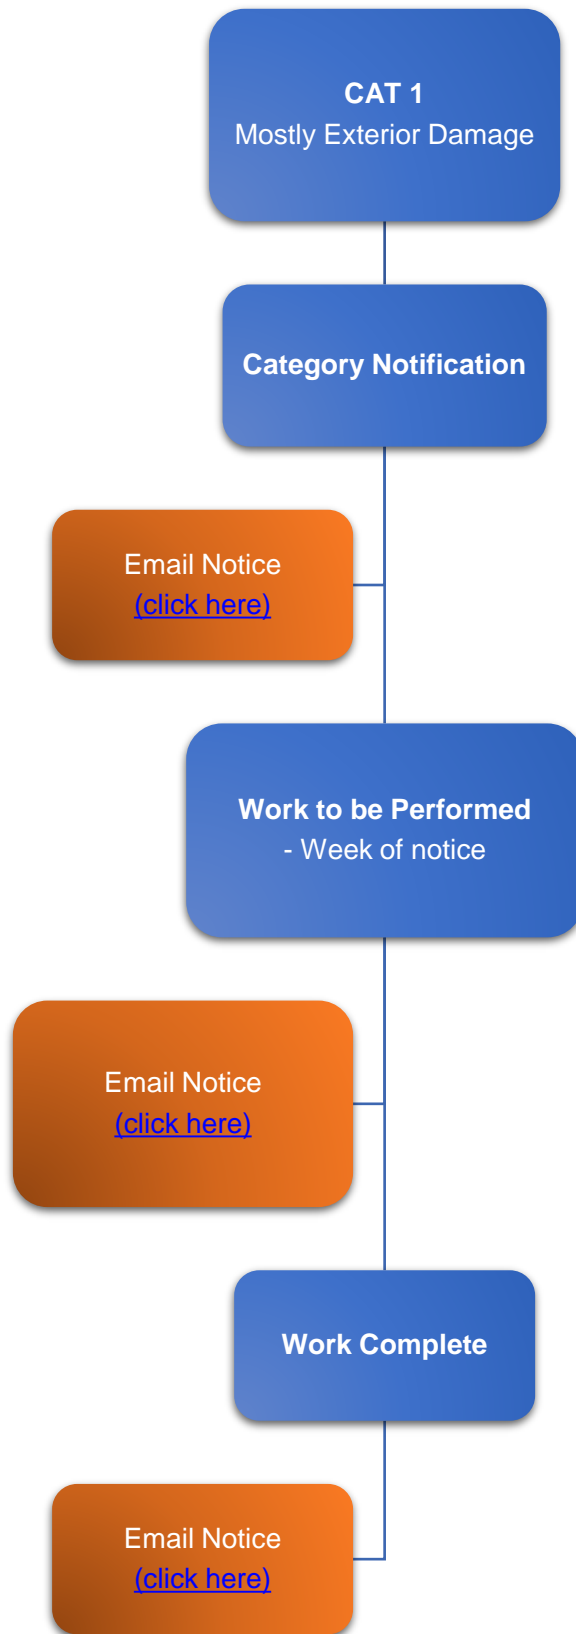 CAT 1
Mostly Exterior Damage
Category Notification
Email Notice
(click here)
Work to be Performed
- Week of notice
Email Notice
(click here)
Work Complete
Email Notice
(click here)